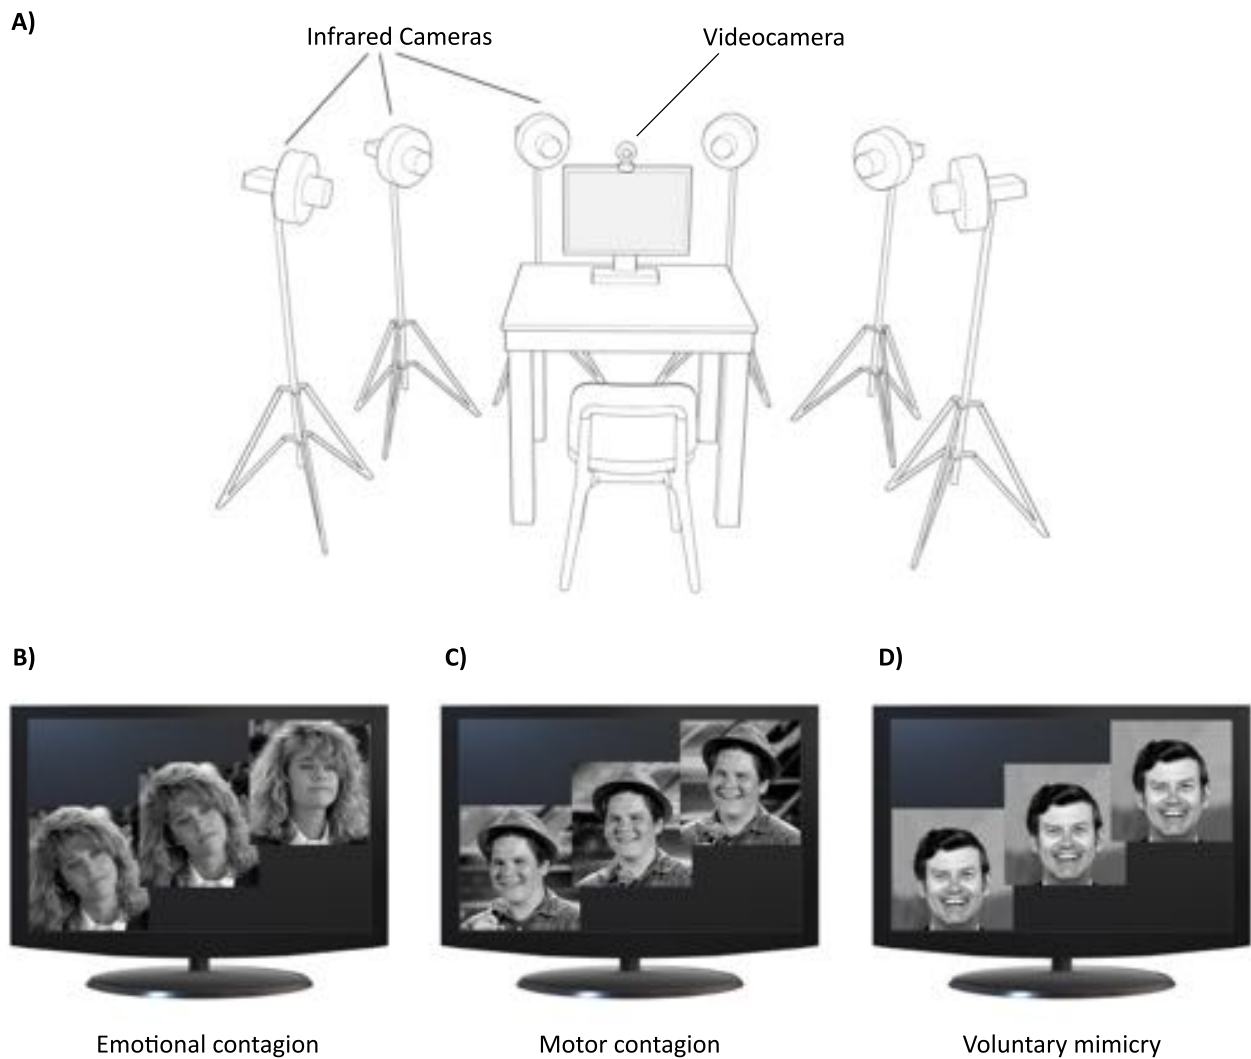 A)
Infrared Cameras
Videocamera
B)
C)
D)
Emotional contagion
Motor contagion
Voluntary mimicry